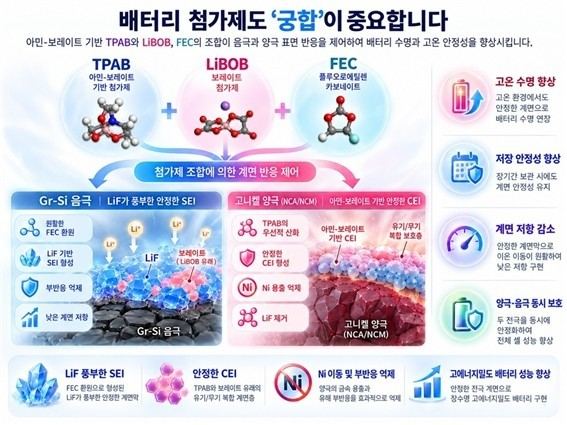 배터리 첨가제도 '궁합'이 중요합니다
아민-보레이트 기반 TPAB와 LiBOB, FEC의 조합이 음극과 양극 표면 반응을 제어하여 배터리 수명과 고온 안정성을 향상시킵니다.
TPAB
아민-보레이트
기반 첨가제
+
LiBOB
보레이트
첨가제
+
FEC
플루오로에틸렌
카보네이트
첨가제 조합에 의한 계면 반응 제어
Gr-Si 음극
LiF가 풍부한 안정한 SEI
원활한
FEC 환원
LiF 기반
SEI 형성
부반응 억제
낮은 계면 저항
Li⁺
Li⁺
Li⁺
Li⁺
LiF
보레이트
(LiBOB 유래)
Gr-Si 음극
고니켈 양극 (NCA/NCM)
아민-보레이트 기반 안정한 CEI
TPAB의
우선적 산화
안정한
CEI 형성
Ni
Ni 용출 억제
LiF 제거
아민-보레이트
기반 CEI
유기/무기
복합 보호층
고니켈 양극
(NCA/NCM)
고온 수명 향상
고온 환경에서도
안정한 계면으로
배터리 수명 연장
저장 안정성 향상
장기간 보관 시에도
계면 안정성 유지
계면 저항 감소
안정한 계면막으로
이온 이동이 원활하여
낮은 저항 구현
양극-음극 동시 보호
두 전극을 동시에
안정화하여
전체 셀 성능 향상
LiF 풍부한 SEI
FEC 환원으로 형성된
LiF가 풍부한 안정한 계면막
안정한 CEI
TPAB와 보레이트 유래의
유기/무기 복합 계면층
Ni
Ni 이동 및 부반응 억제
양극의 금속 용출과
유해 부반응을 효과적으로 억제
고에너지밀도 배터리 성능 향상
안정한 전극 계면으로
장수명 고에너지밀도 배터리 구현